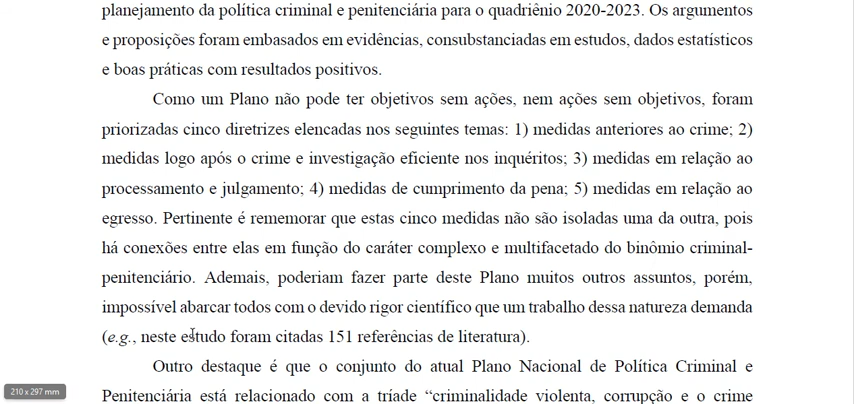 planejamento da política criminal e penitenciária para o quadriênio 2020-2023. Os argumentos
e proposições foram embasados em evidências, consubstanciadas em estudos, dados estatísticos
e boas práticas com resultados positivos.
Como um Plano não pode ter objetivos sem ações, nem ações sem objetivos, foram
priorizadas cinco diretrizes elencadas nos seguintes temas: 1) medidas anteriores ao crime; 2)
medidas logo após o crime e investigação eficiente nos inquéritos; 3) medidas em relação ao
processamento e julgamento; 4) medidas de cumprimento da pena; 5) medidas em relação ao
egresso. Pertinente é rememorar que estas cinco medidas não são isoladas uma da outra, pois
há conexões entre elas em função do caráter complexo e multifacetado do binômio criminal-
penitenciário. Ademais, poderiam fazer parte deste Plano muitos outros assuntos, porém,
impossível abarcar todos com o devido rigor científico que um trabalho dessa natureza demanda
(e.g., neste estudo foram citadas 151 referências de literatura).
Outro destaque é que o conjunto do atual Plano Nacional de Política Criminal e
Penitenciária está relacionado com a tríade “criminalidade violenta, corrupção e o crime
210 x 297 mm